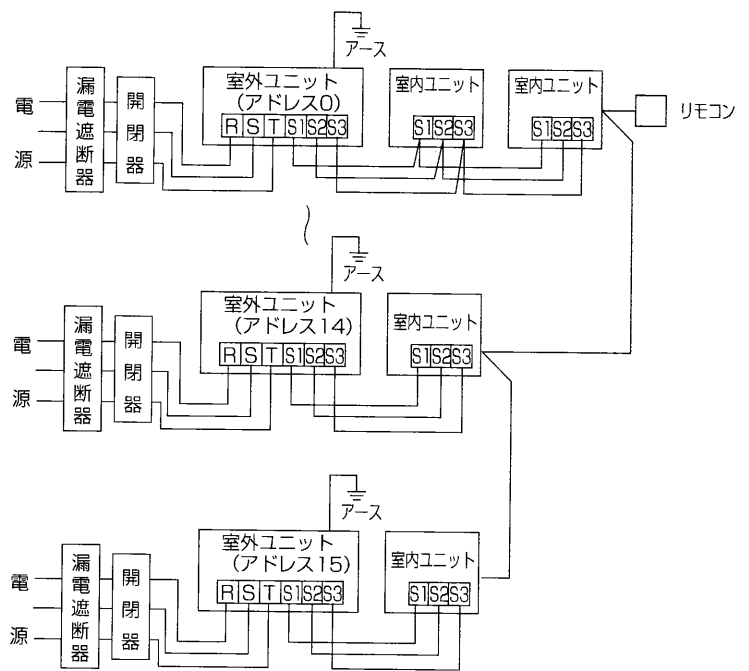 アース
室外ユニット
(アドレス0)
R S T S1 S2 S3
室内ユニット
S1 S2 S3
室内ユニット
S1 S2 S3
リモコン
電源
漏電遮断器
開閉器
アース
室外ユニット
(アドレス14)
R S T S1 S2 S3
室内ユニット
S1 S2 S3
電源
漏電遮断器
開閉器
アース
室外ユニット
(アドレス15)
R S T S1 S2 S3
室内ユニット
S1 S2 S3
電源
漏電遮断器
開閉器